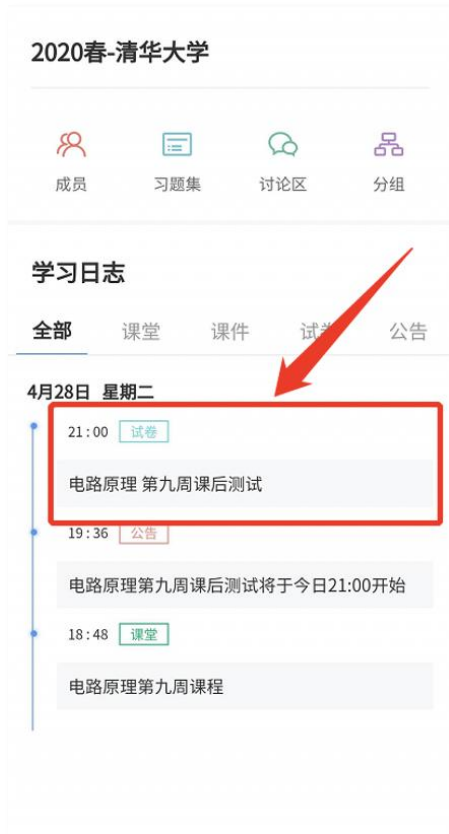 2020春-清华大学
成员 习题集 讨论区 分组
学习日志
全部 课堂 课件 试卷 公告
4月28日 星期二
21:00 试卷
电路原理 第九周课后测试
19:36 公告
电路原理第九周课后测试将于今日21:00开始
18:48 课堂
电路原理第九周课程